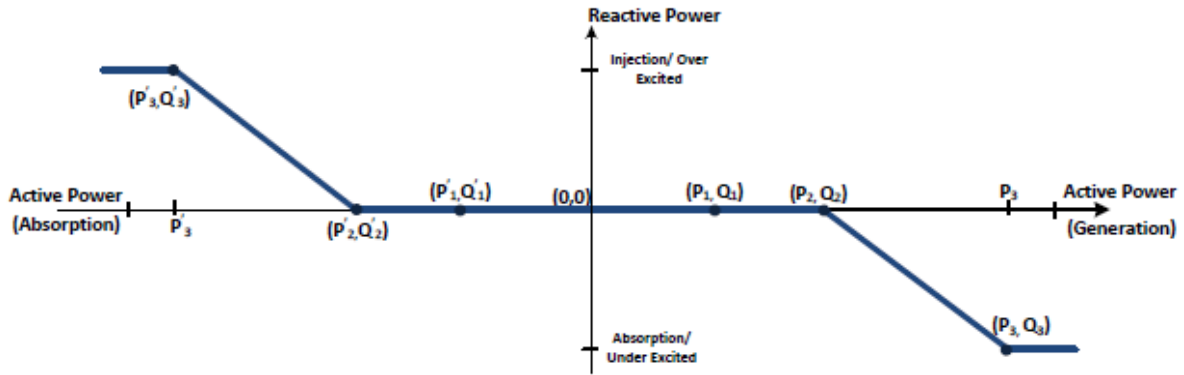 Reactive Power
Injection/ Over
Excited
(P'3,Q'3)
Active Power
(Absorption)
P'3
(P'2,Q'2)
(P'1,Q'1)
(0,0)
(P1, Q1)
(P2, Q2)
P3
Active Power
(Generation)
(P3, Q3)
Absorption/
Under Excited